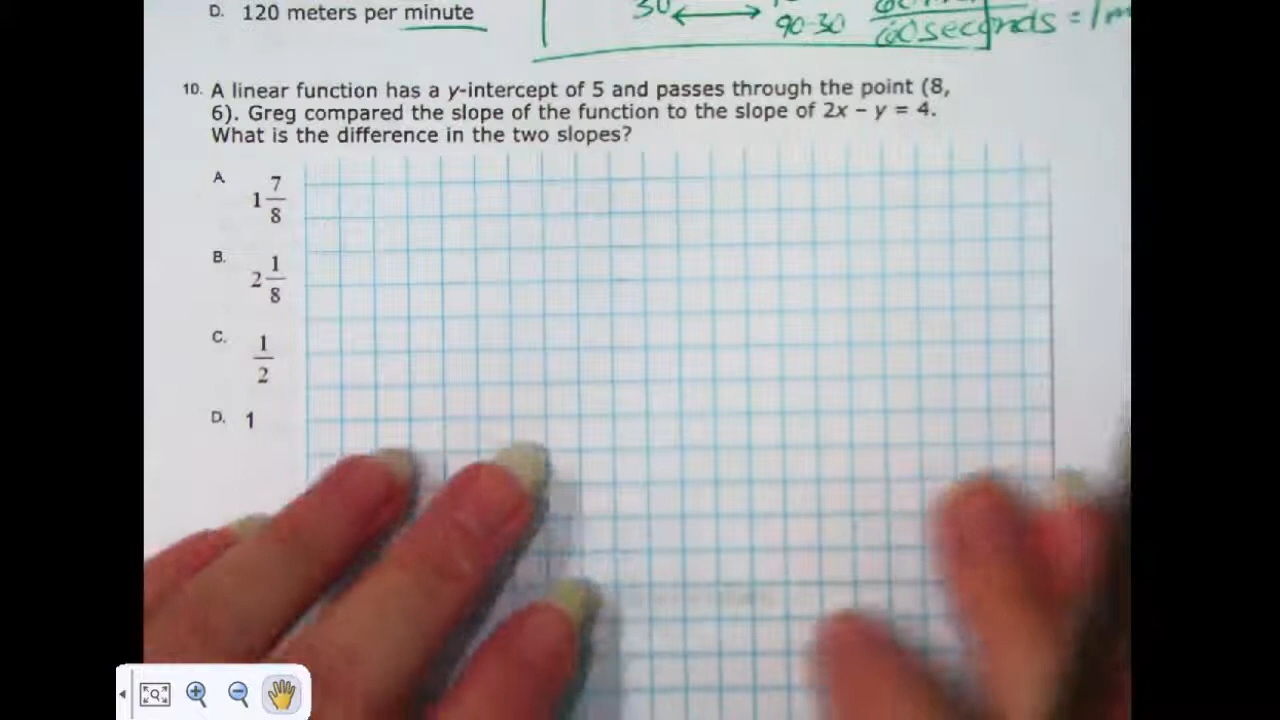 D. 120 meters per minute
30
90-30
60 seconds = 1 m
10. A linear function has a y-intercept of 5 and passes through the point (8,
6). Greg compared the slope of the function to the slope of 2x – y = 4.
What is the difference in the two slopes?
A. 1 7/8
B. 2 1/8
C. 1/2
D. 1